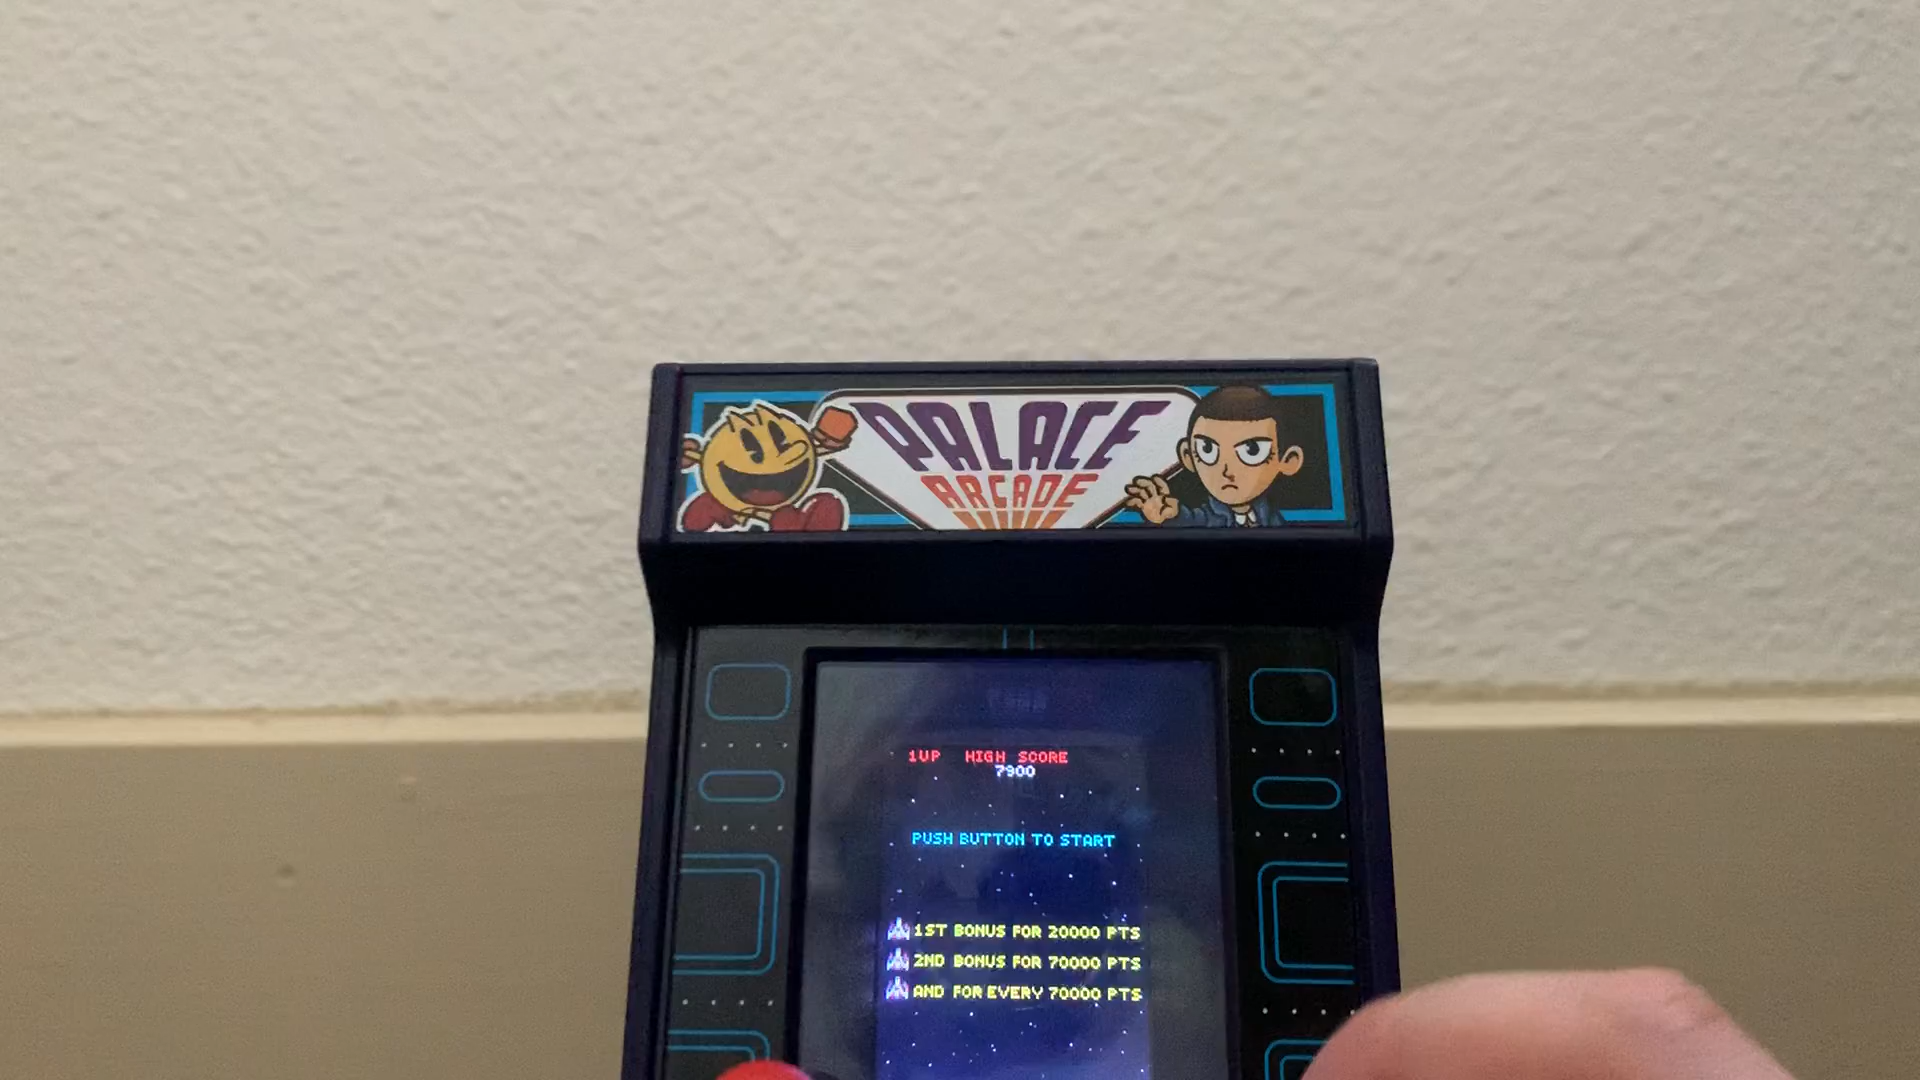 PALACE
ARCADE
1UP HIGH SCORE
7900
PUSH BUTTON TO START
1ST BONUS FOR 20000 PTS
2ND BONUS FOR 70000 PTS
AND FOR EVERY 70000 PTS